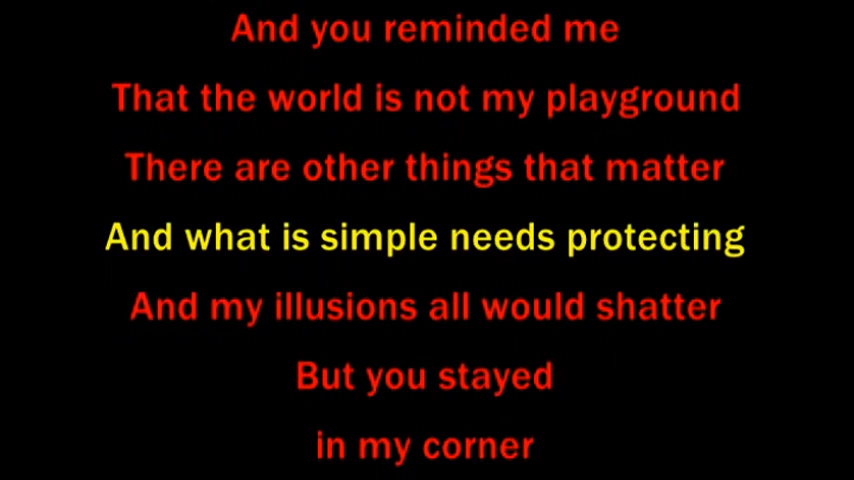 And you reminded me
That the world is not my playground
There are other things that matter
And what is simple needs protecting
And my illusions all would shatter
But you stayed
in my corner